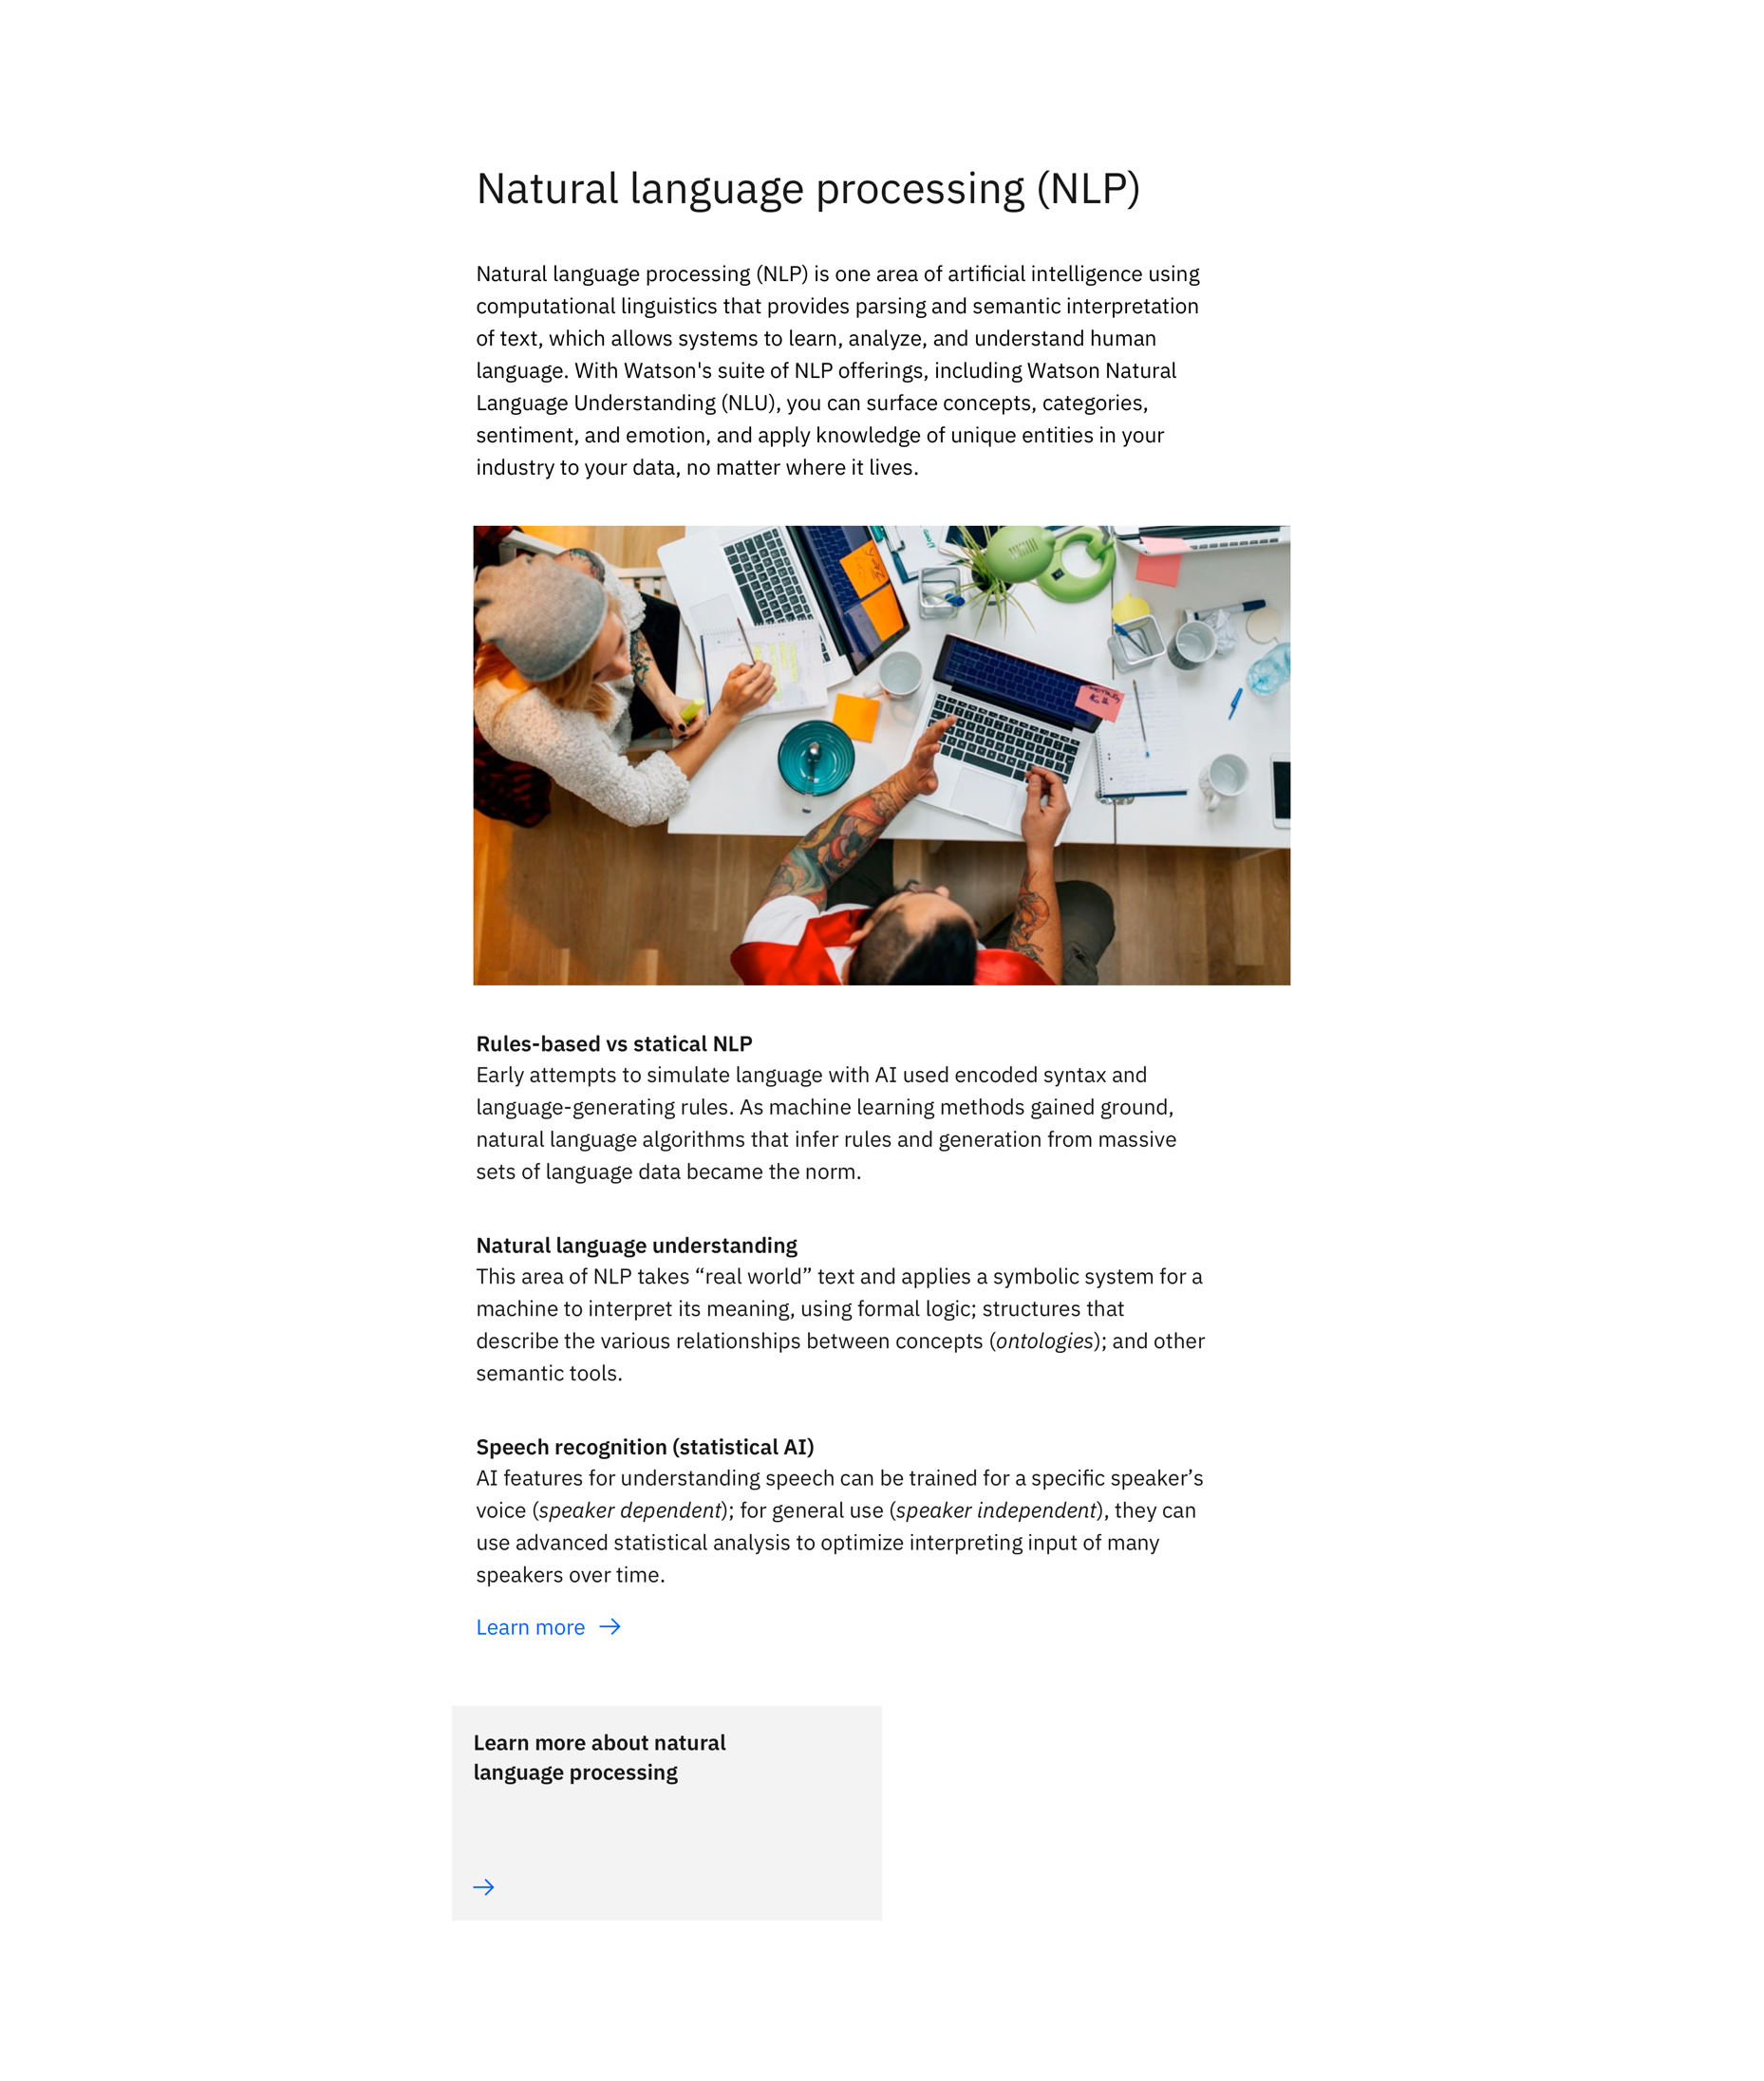 Natural language processing (NLP)
Natural language processing (NLP) is one area of artificial intelligence using
computational linguistics that provides parsing and semantic interpretation
of text, which allows systems to learn, analyze, and understand human
language. With Watson's suite of NLP offerings, including Watson Natural
Language Understanding (NLU), you can surface concepts, categories,
sentiment, and emotion, and apply knowledge of unique entities in your
industry to your data, no matter where it lives.
Rules-based vs statical NLP
Early attempts to simulate language with AI used encoded syntax and
language-generating rules. As machine learning methods gained ground,
natural language algorithms that infer rules and generation from massive
sets of language data became the norm.
Natural language understanding
This area of NLP takes “real world” text and applies a symbolic system for a
machine to interpret its meaning, using formal logic; structures that
describe the various relationships between concepts (ontologies); and other
semantic tools.
Speech recognition (statistical AI)
AI features for understanding speech can be trained for a specific speaker’s
voice (speaker dependent); for general use (speaker independent), they can
use advanced statistical analysis to optimize interpreting input of many
speakers over time.
Learn more
Learn more about natural
language processing